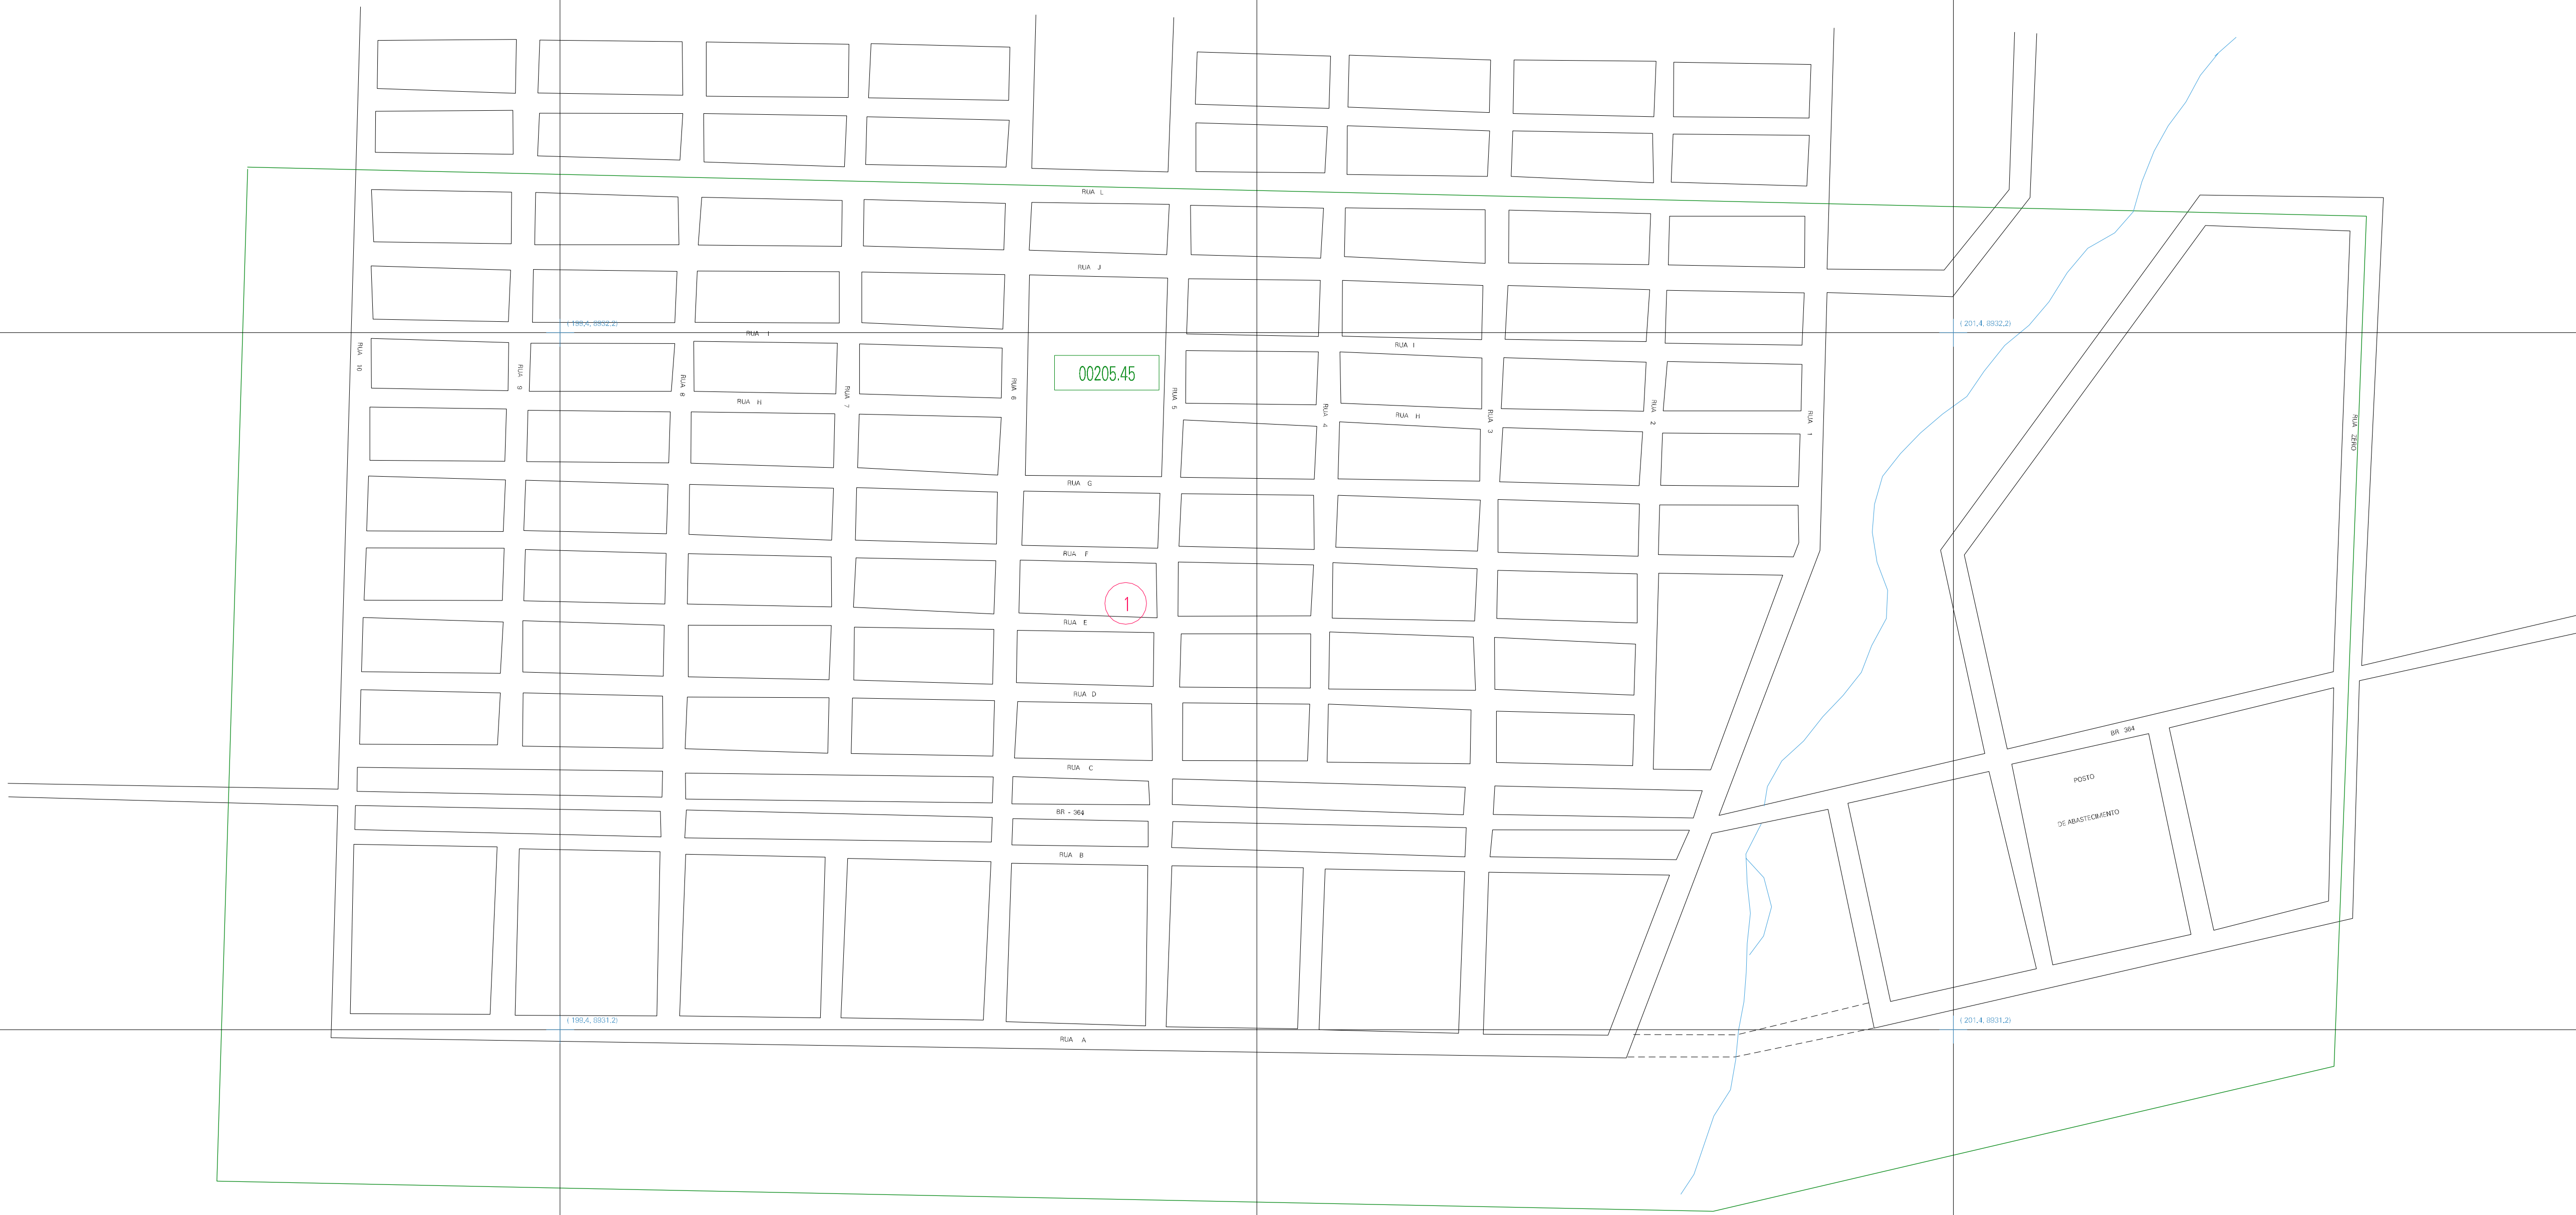 RUA L
RUA J
( 199,4, 8932,2)
( 201,4, 8932,2)
RUA I
RUA I
RUA 10
RUA 9
RUA 8
RUA 7
RUA 6
00205.45
RUA 5
RUA 4
RUA 3
RUA 2
RUA 1
RUA ZERO
RUA H
RUA H
RUA G
RUA F
1
RUA E
RUA D
BR 364
RUA C
POSTO
DE ABASTECIMENTO
BR - 364
RUA B
( 199,4, 8931,2)
( 201,4, 8931,2)
RUA A